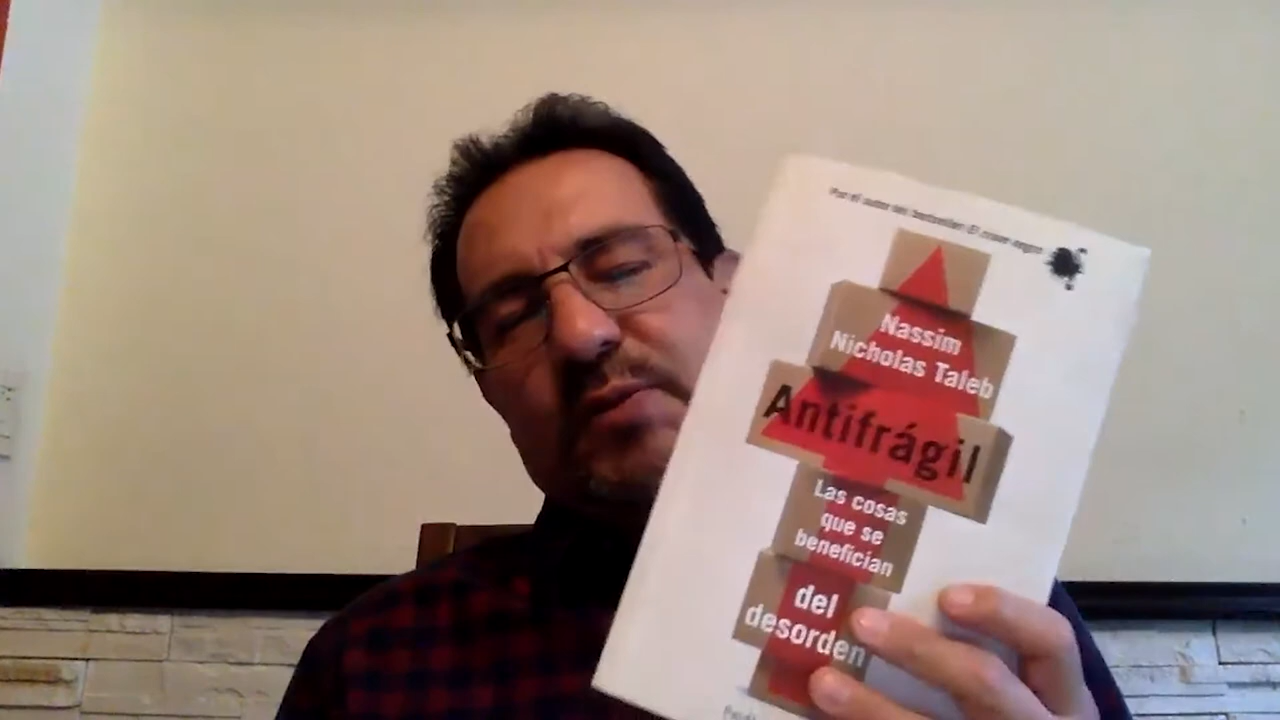 Por el autor del bestseller El cisne negro
Nassim
Nicholas Taleb
Antifrágil
Las cosas
que se
benefician
del
desorden